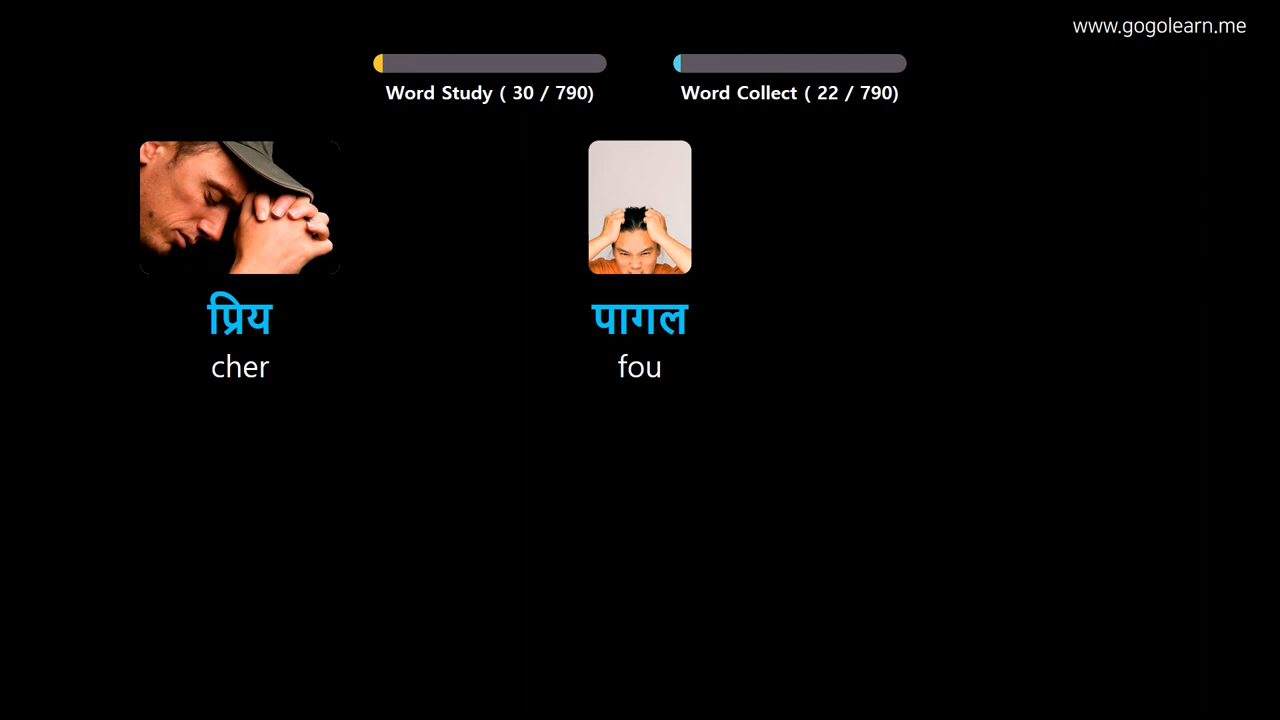 www.gogolearn.me
Word Study ( 30 / 790)
Word Collect ( 22 / 790)
प्रिय
cher
पागल
fou